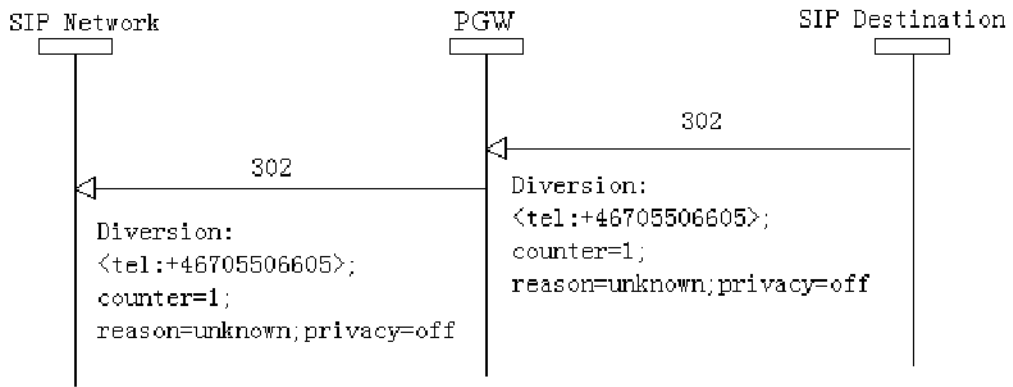 SIP Network
PGW
SIP Destination
302
302
Diversion:
<tel:+46705506605>;
counter=1;
reason=unknown;privacy=off
Diversion:
<tel:+46705506605>;
counter=1;
reason=unknown;privacy=off